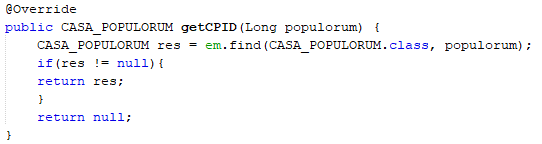 @Override
public CASA_POPULORUM getCPID(Long populorum) {
    CASA_POPULORUM res = em.find(CASA_POPULORUM.class, populorum);
    if(res != null){
    return res;
    }
    return null;
}